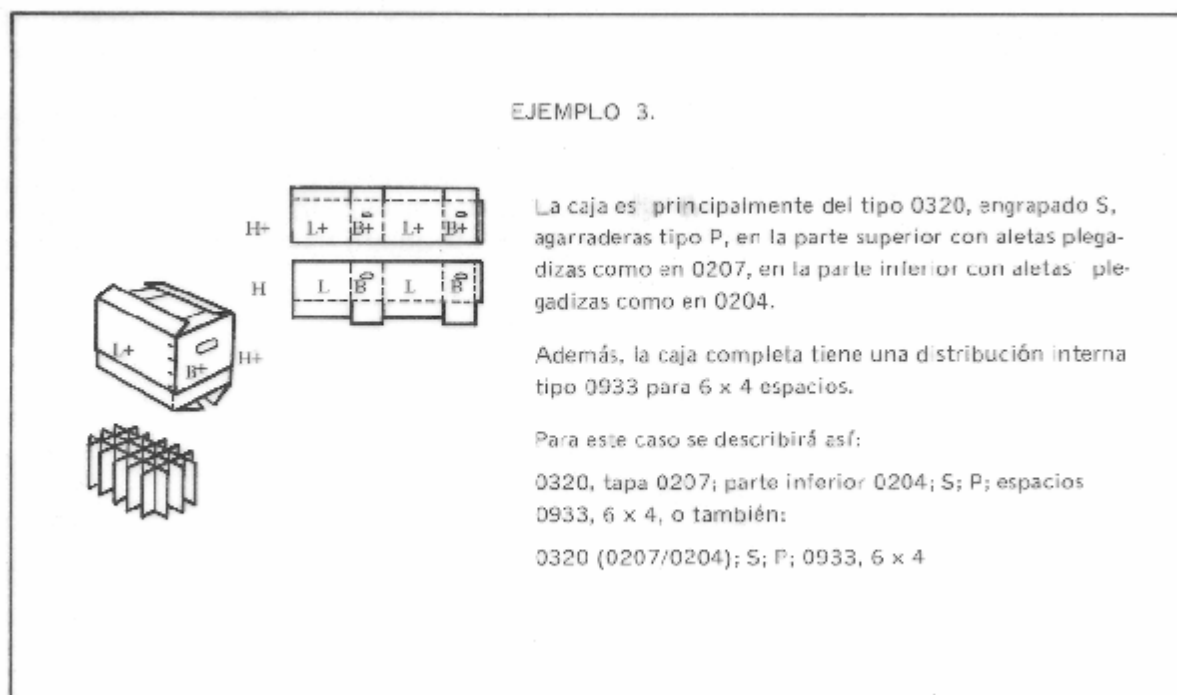 EJEMPLO 3.
H+ L+ B+ L+ B+
H L B L B
L+ B+ H+
La caja es principalmente del tipo 0320, engrapado S,
agarraderas tipo P, en la parte superior con aletas plega-
dizas como en 0207, en la parte inferior con aletas ple-
gadizas como en 0204.
Además, la caja completa tiene una distribución interna
tipo 0933 para 6 x 4 espacios.
Para este caso se describirá así:
0320, tapa 0207; parte inferior 0204; S; P; espacios
0933, 6 x 4, o también:
0320 (0207/0204); S; P; 0933, 6 x 4